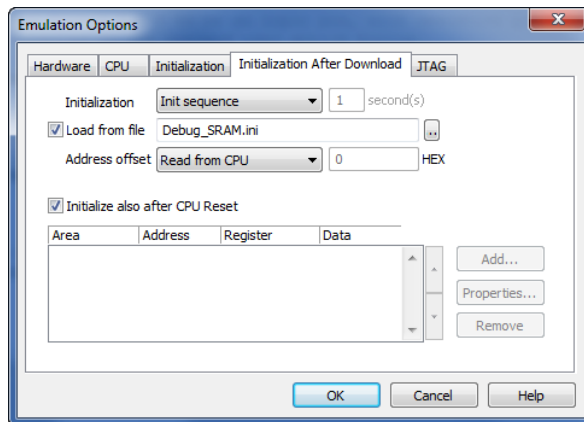 Emulation Options
Hardware CPU Initialization Initialization After Download JTAG
Initialization Init sequence 1 second(s)
Load from file Debug_SRAM.ini ..
Address offset Read from CPU 0 HEX
Initialize also after CPU Reset
Area Address Register Data
Add...
Properties...
Remove
OK Cancel Help